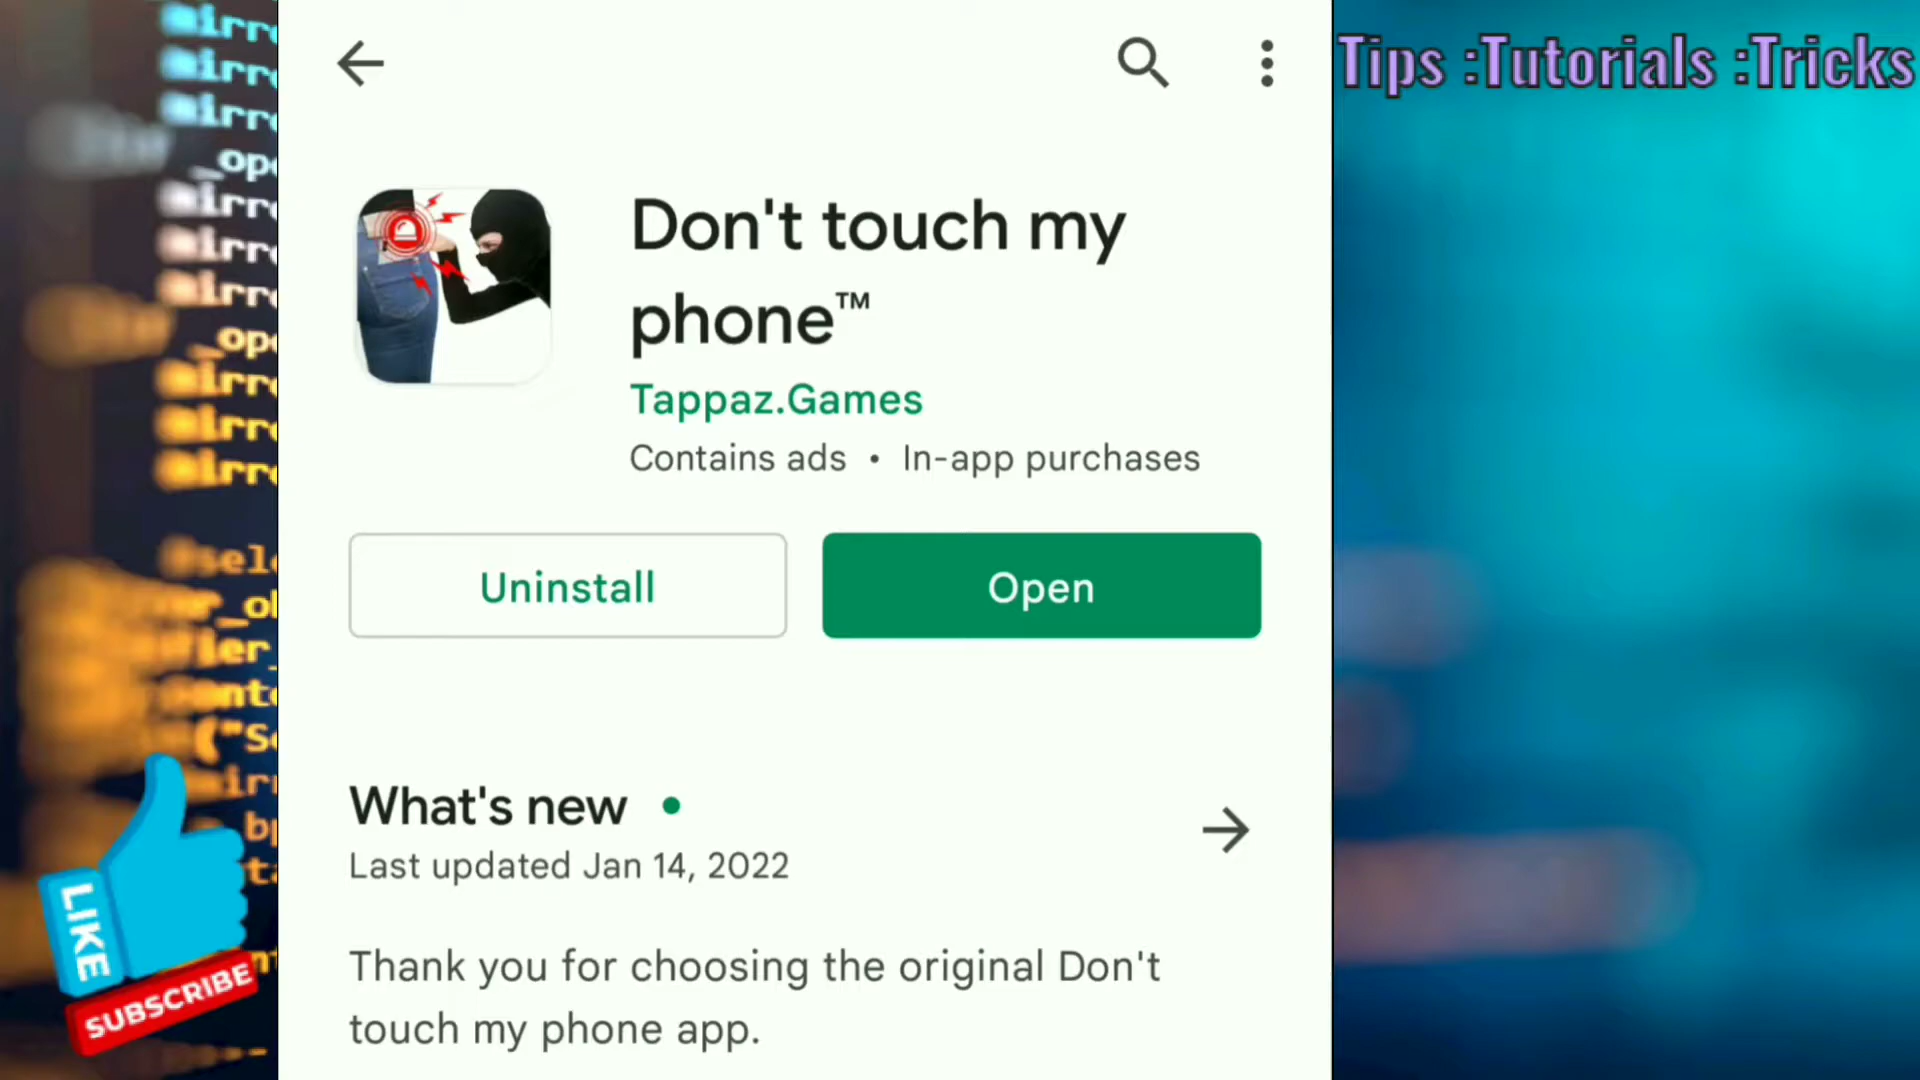 Tips :Tutorials :Tricks
Don't touch my
phone™
Tappaz.Games
Contains ads • In-app purchases
Uninstall
Open
What's new
Last updated Jan 14, 2022
Thank you for choosing the original Don't
touch my phone app.
LIKE
SUBSCRIBE